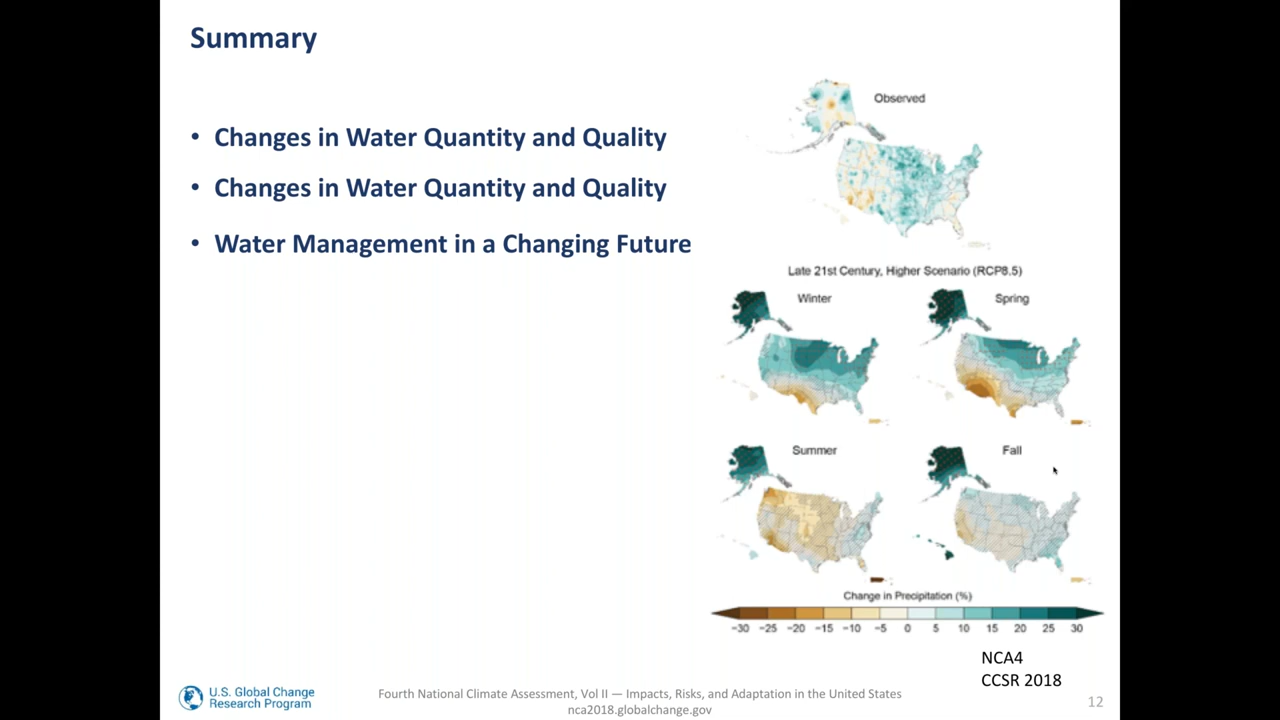 Summary
• Changes in Water Quantity and Quality
• Changes in Water Quantity and Quality
• Water Management in a Changing Future
Observed
Late 21st Century, Higher Scenario (RCP8.5)
Winter
Spring
Summer
Fall
Change in Precipitation (%)
−30 −25 −20 −15 −10 −5 0 5 10 15 20 25 30
NCA4
CCSR 2018
U.S. Global Change
Research Program
Fourth National Climate Assessment, Vol II — Impacts, Risks, and Adaptation in the United States
nca2018.globalchange.gov
12